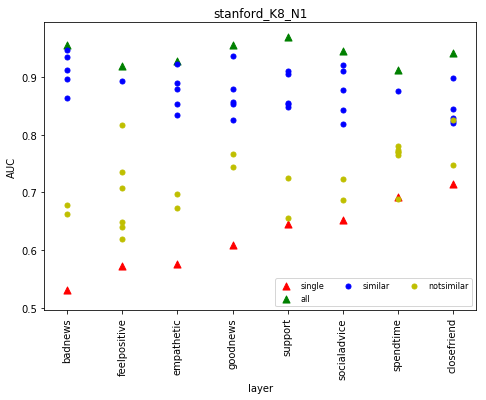 stanford_K8_N1
AUC
0.9
0.8
0.7
0.6
0.5
single
all
similar
notsimilar
badnews
feelpositive
empathetic
goodnews
support
socialadvice
spendtime
closefriend
layer